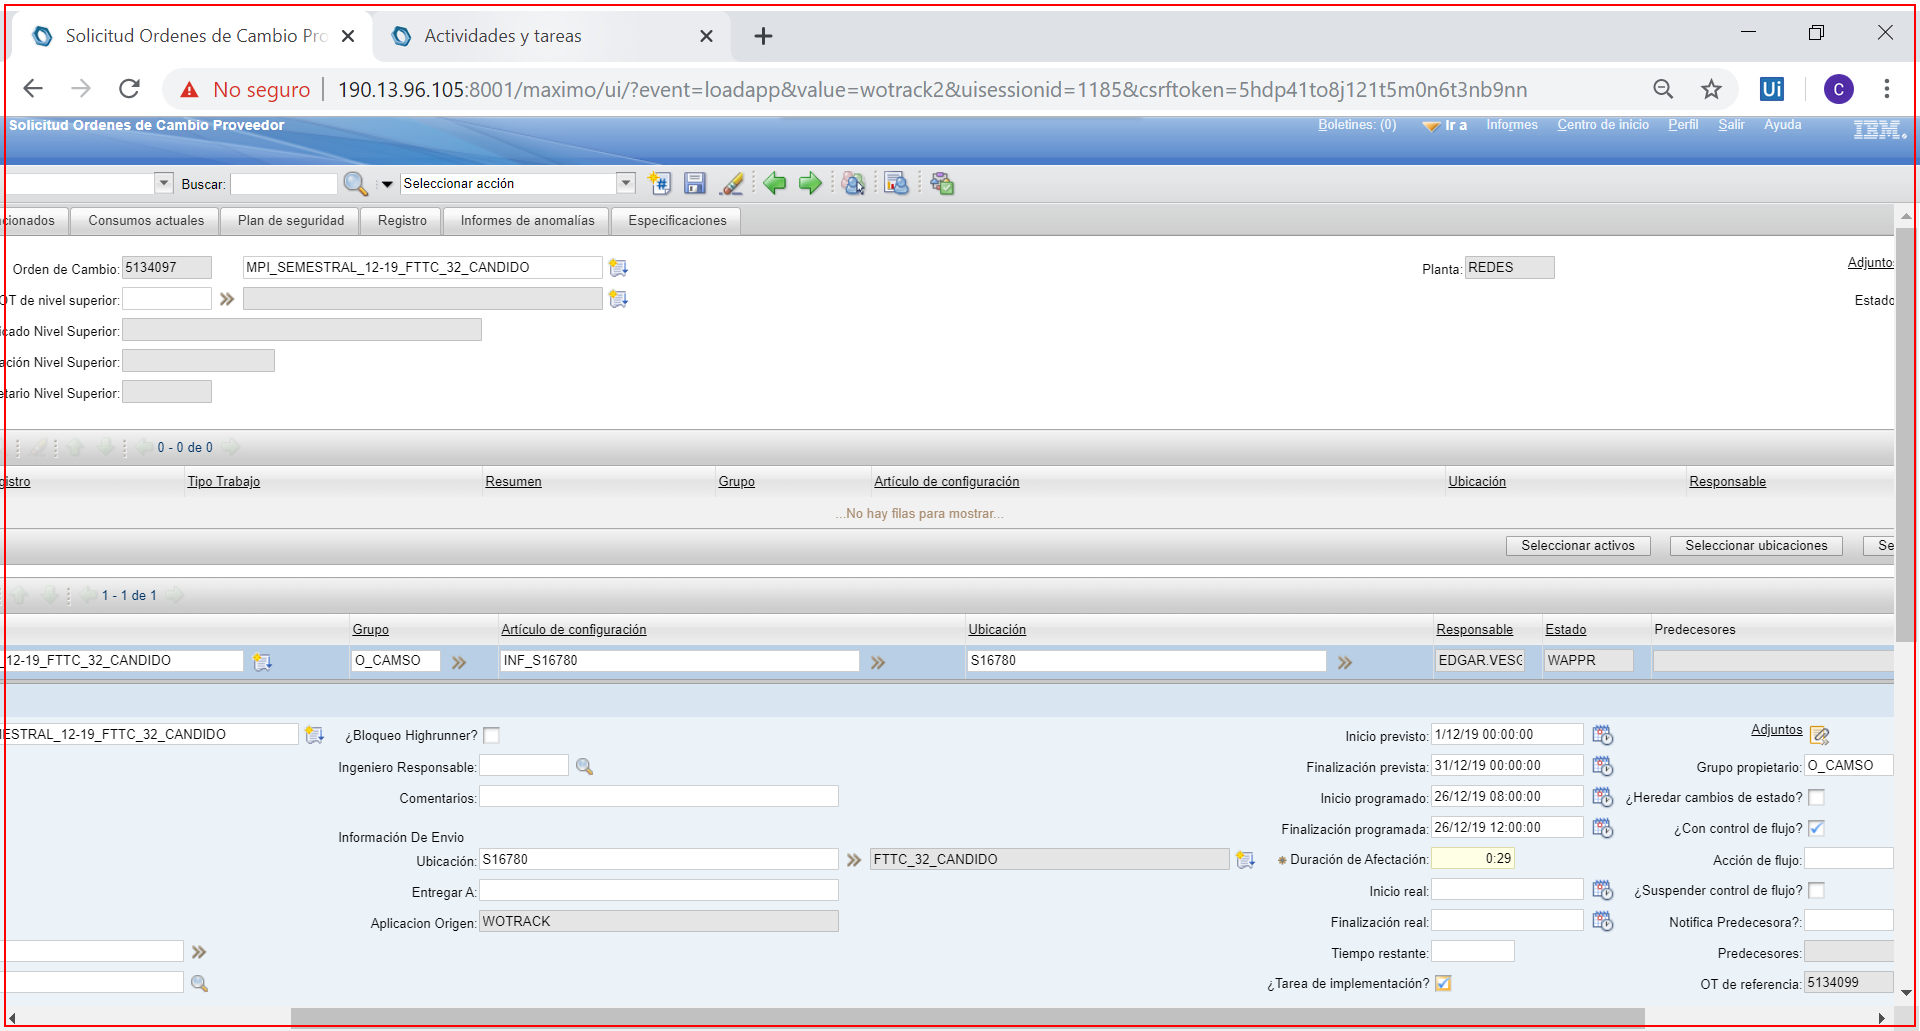 Solicitud Ordenes de Cambio Pro
Actividades y tareas
No seguro
190.13.96.105:8001/maximo/ui/?event=loadapp&value=wotrack2&uisessionid=1185&csrftoken=5hdp41to8j121t5m0n6t3nb9nn
Ui
C
Solicitud Ordenes de Cambio Proveedor
Boletines: (0)
Ir a
Informes
Centro de inicio
Perfil
Salir
Ayuda
IBM.
Buscar:
Seleccionar acción
cionados
Consumos actuales
Plan de seguridad
Registro
Informes de anomalías
Especificaciones
Orden de Cambio: 5134097 MPI_SEMESTRAL_12-19_FTTC_32_CANDIDO
Planta: REDES
Adjuntos
OT de nivel superior:
Estado
icado Nivel Superior:
ación Nivel Superior:
etario Nivel Superior:
0 - 0 de 0
gistro Tipo Trabajo Resumen Grupo Artículo de configuración Ubicación Responsable
...No hay filas para mostrar...
Seleccionar activos Seleccionar ubicaciones Se
1 - 1 de 1
Grupo Artículo de configuración Ubicación Responsable Estado Predecesores
12-19_FTTC_32_CANDIDO O_CAMSO INF_S16780 S16780 EDGAR.VESG WAPPR
MESTRAL_12-19_FTTC_32_CANDIDO
¿Bloqueo Highrunner?
Inicio previsto: 1/12/19 00:00:00
Adjuntos
Ingeniero Responsable:
Finalización prevista: 31/12/19 00:00:00
Grupo propietario: O_CAMSO
Comentarios:
Inicio programado: 26/12/19 08:00:00
¿Heredar cambios de estado?
Información De Envio
Finalización programada: 26/12/19 12:00:00
¿Con control de flujo?
Ubicación: S16780 FTTC_32_CANDIDO
Duración de Afectación: 0:29
Acción de flujo:
Entregar A:
Inicio real:
¿Suspender control de flujo?
Aplicacion Origen: WOTRACK
Finalización real:
Notifica Predecesora?:
Tiempo restante:
Predecesores:
¿Tarea de implementación?
OT de referencia: 5134099